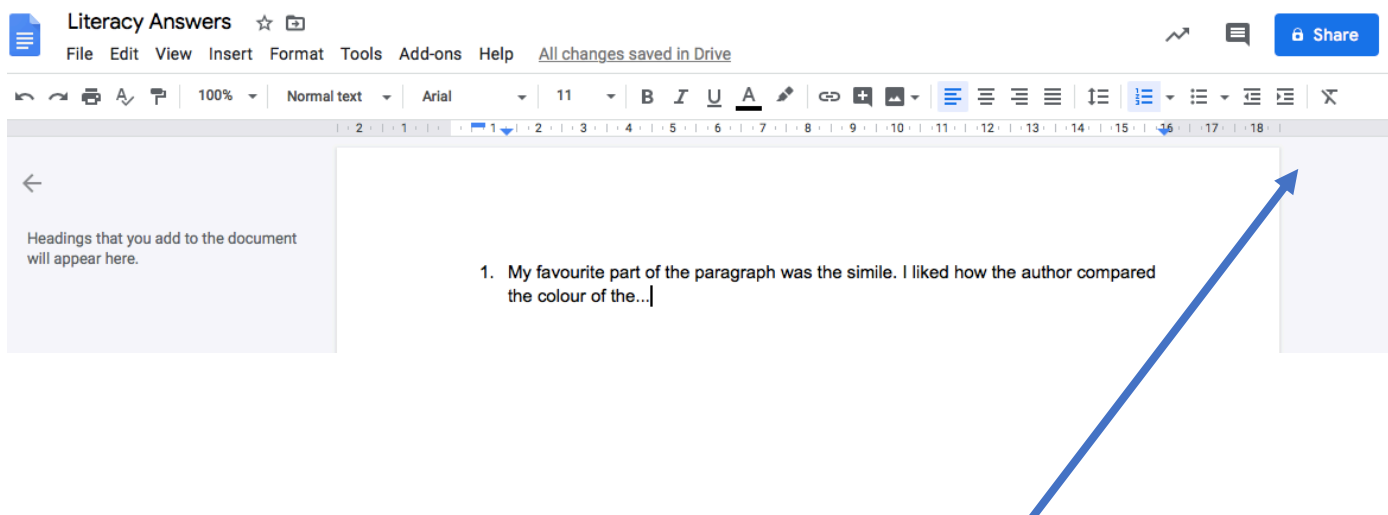 Literacy Answers
File Edit View Insert Format Tools Add-ons Help All changes saved in Drive
Share
100% Normal text Arial 11 B I U A
2 1 1 2 3 4 5 6 7 8 9 10 11 12 13 14 15 16 17 18
Headings that you add to the document
will appear here.
1. My favourite part of the paragraph was the simile. I liked how the author compared
the colour of the...